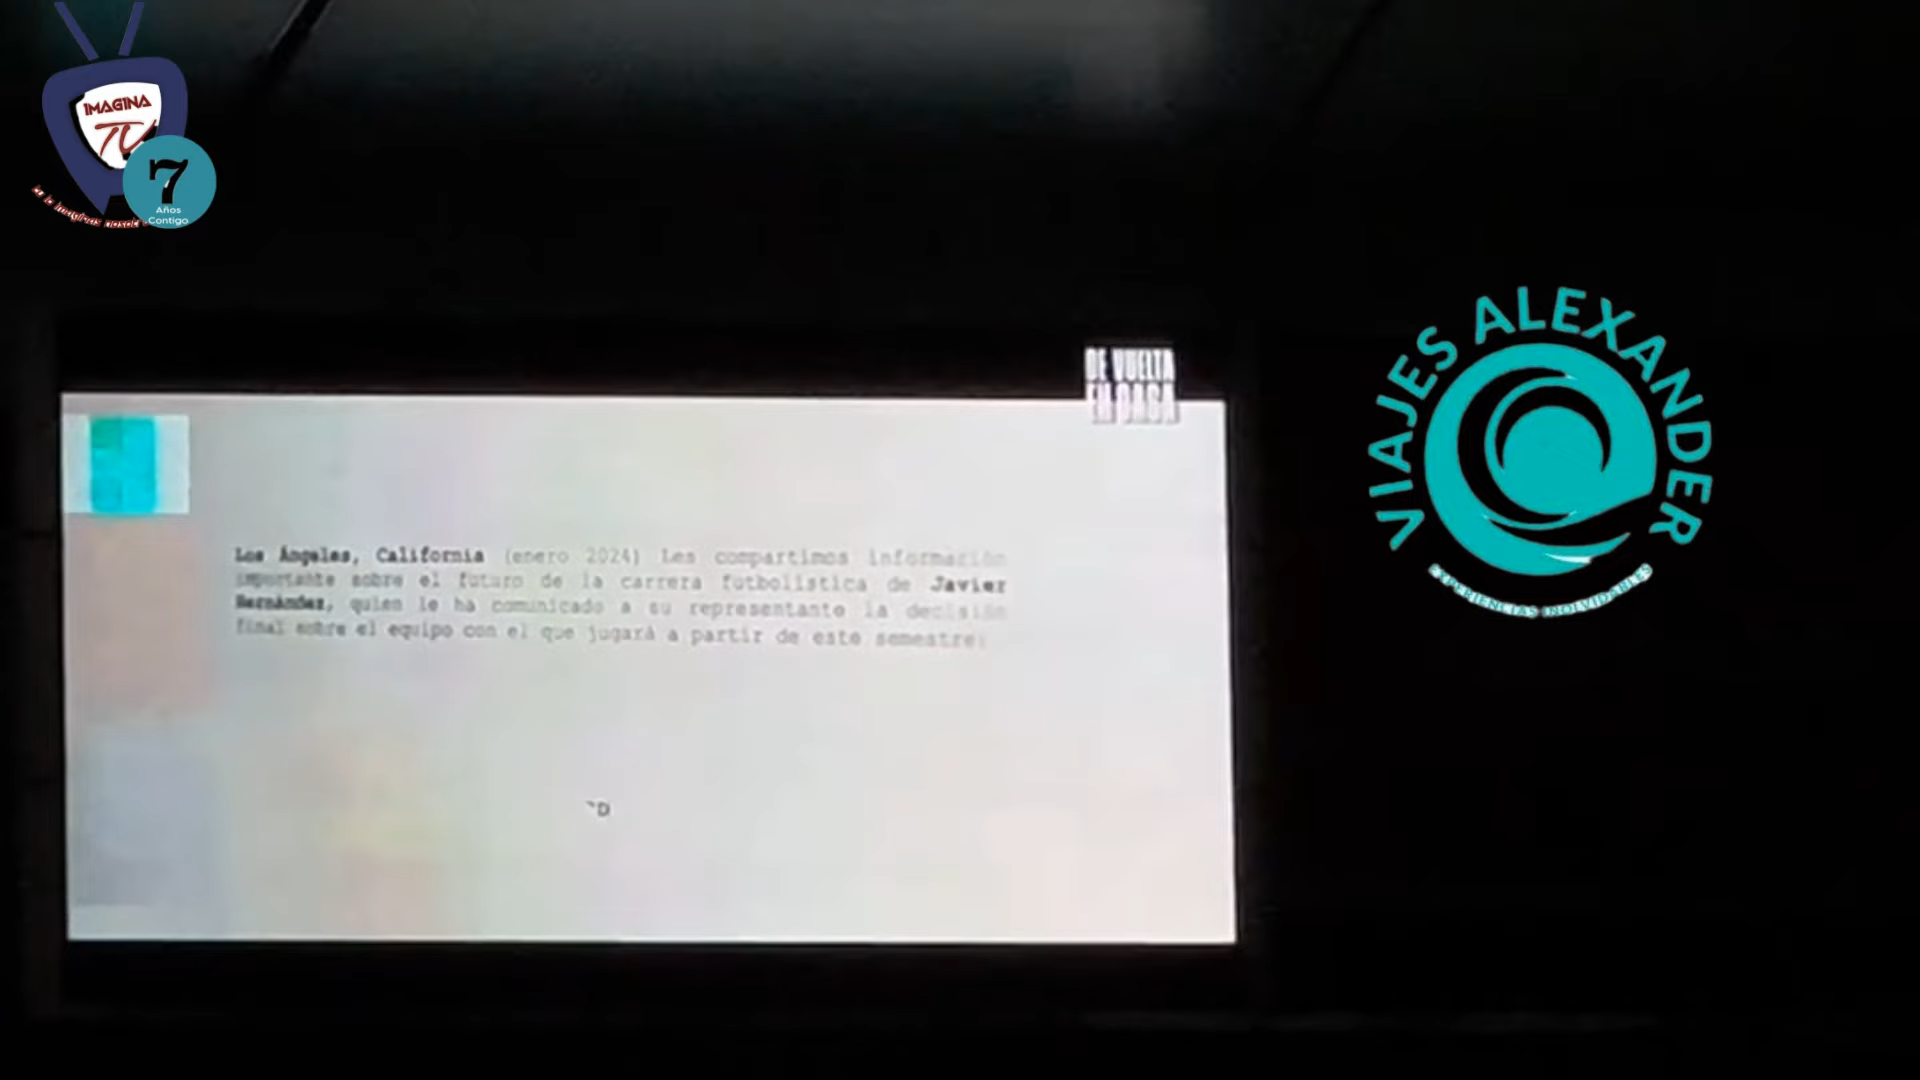 IMAGINA
TV
7
Años
Contigo
DE VUELTA
EN CASA
VIAJES ALEXANDER
EXPERIENCIAS INOLVIDABLES
Los Ángeles, California (enero 2024) Les compartimos información
importante sobre el futuro de la carrera futbolística de Javier
Hernández, quien le ha comunicado a su representante la decisión
final sobre el equipo con el que jugará a partir de este semestre: